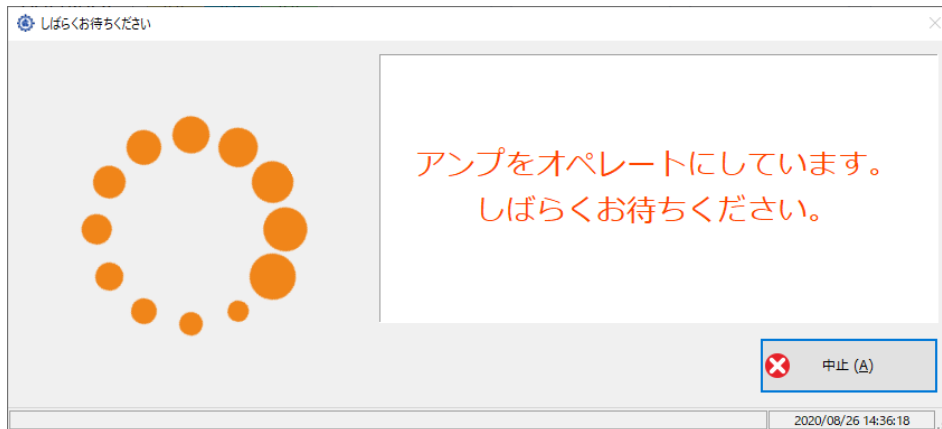 しばらくお待ちください
アンプをオペレートにしています。
しばらくお待ちください。
中止 (A)
2020/08/26 14:36:18